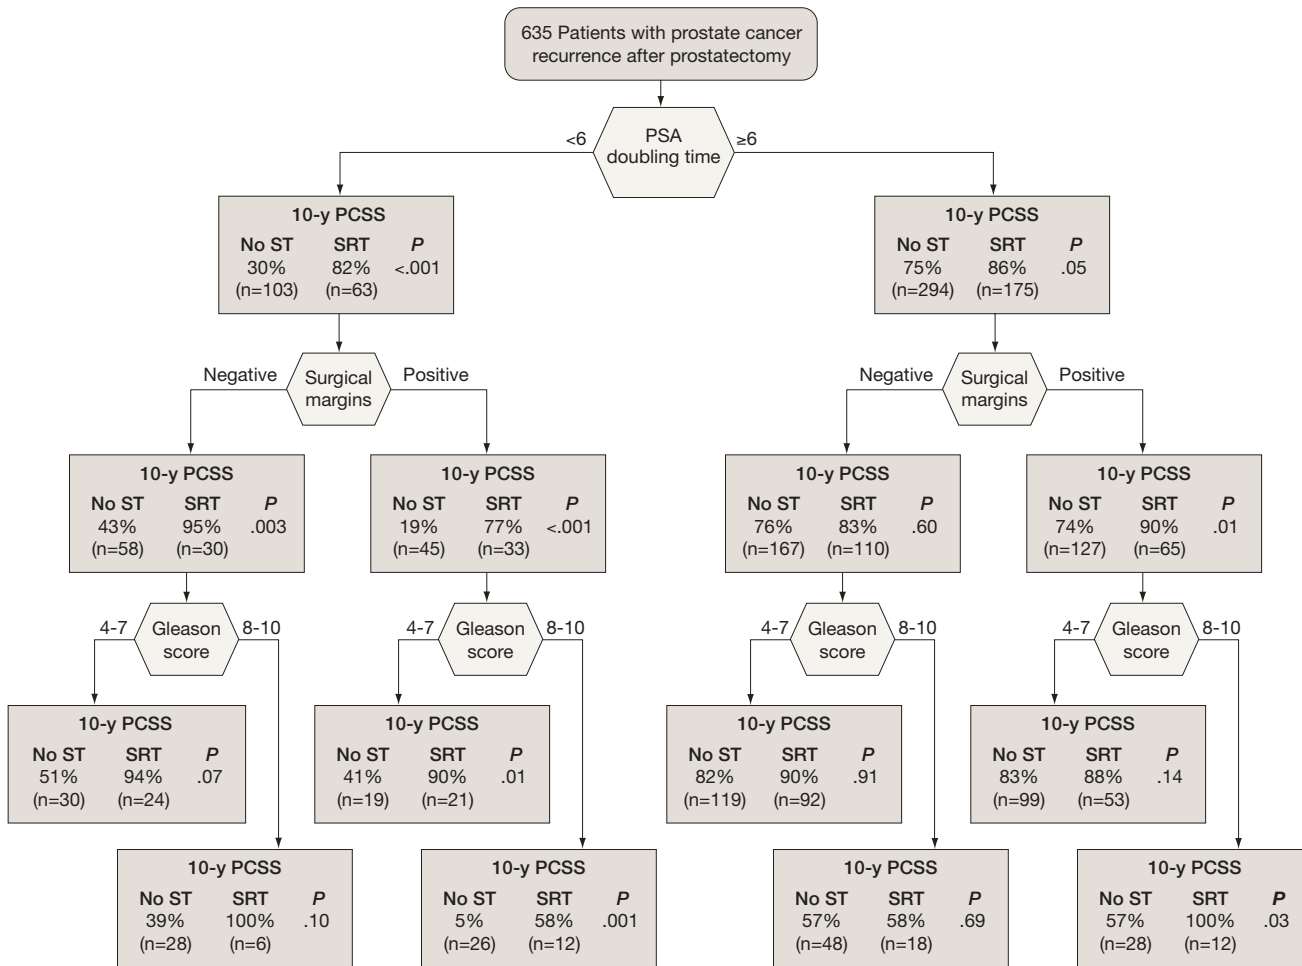 635 Patients with prostate cancer
recurrence after prostatectomy
<6
PSA
doubling time
≥6
10-y PCSS
No ST SRT P
30% 82% <.001
(n=103) (n=63)
10-y PCSS
No ST SRT P
75% 86% .05
(n=294) (n=175)
Negative
Surgical
margins
Positive
Negative
Surgical
margins
Positive
10-y PCSS
No ST SRT P
43% 95% .003
(n=58) (n=30)
10-y PCSS
No ST SRT P
19% 77% <.001
(n=45) (n=33)
10-y PCSS
No ST SRT P
76% 83% .60
(n=167) (n=110)
10-y PCSS
No ST SRT P
74% 90% .01
(n=127) (n=65)
4-7
Gleason
score
8-10
4-7
Gleason
score
8-10
4-7
Gleason
score
8-10
4-7
Gleason
score
8-10
10-y PCSS
No ST SRT P
51% 94% .07
(n=30) (n=24)
10-y PCSS
No ST SRT P
41% 90% .01
(n=19) (n=21)
10-y PCSS
No ST SRT P
82% 90% .91
(n=119) (n=92)
10-y PCSS
No ST SRT P
83% 88% .14
(n=99) (n=53)
10-y PCSS
No ST SRT P
39% 100% .10
(n=28) (n=6)
10-y PCSS
No ST SRT P
5% 58% .001
(n=26) (n=12)
10-y PCSS
No ST SRT P
57% 58% .69
(n=48) (n=18)
10-y PCSS
No ST SRT P
57% 100% .03
(n=28) (n=12)